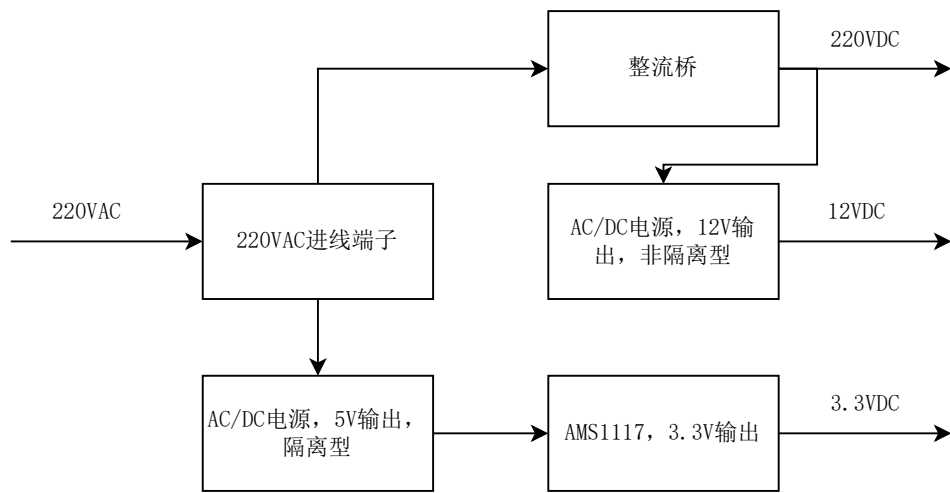 220VDC
整流桥
220VAC
220VAC进线端子
AC/DC电源，12V输
出，非隔离型
12VDC
AC/DC电源，5V输出，
隔离型
AMS1117，3.3V输出
3.3VDC